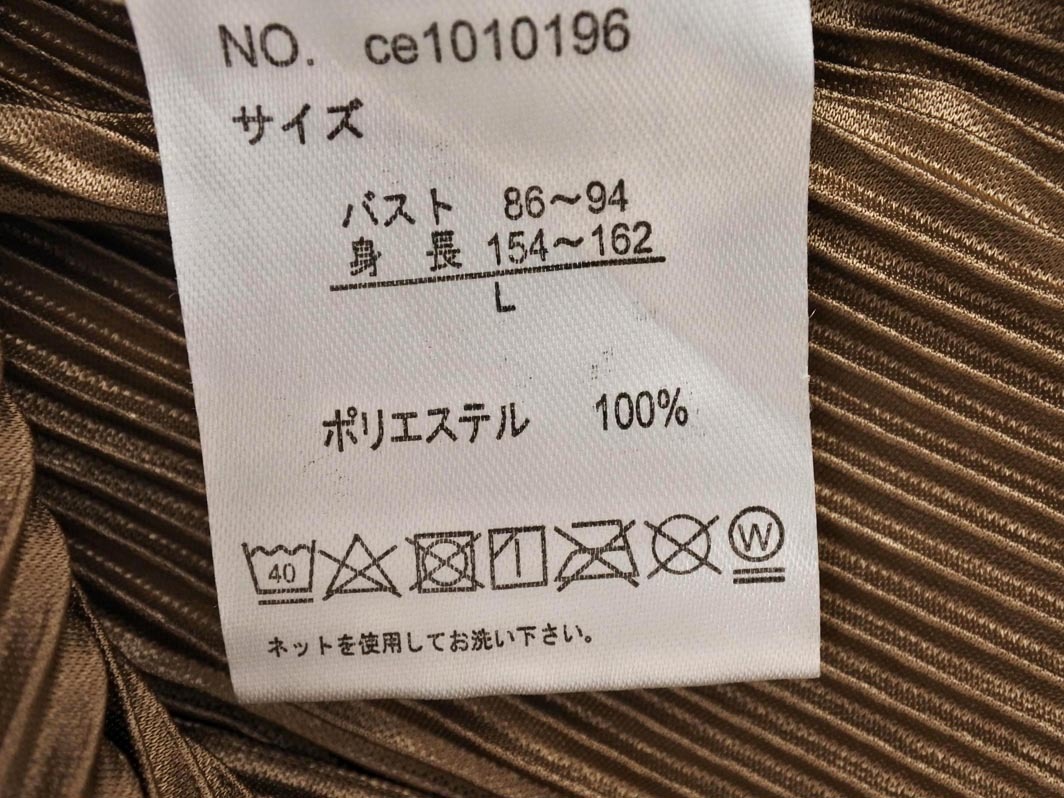 NO. ce1010196
サイズ
バスト 86～94
身 長 154～162
L
ポリエステル 100%
40 W
ネットを使用してお洗い下さい。